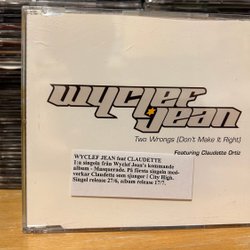 wyclef
jean
Two Wrongs (Don't Make It Right)
Featuring Claudette Ortiz
WYCLEF JEAN feat CLAUDETTE
1:a singeln från Wyclef Jean's kommande
album - Masquerade. På första singeln med-
verkar Claudette som sjunger i City High.
Singel release 27/6, album release 17/7.